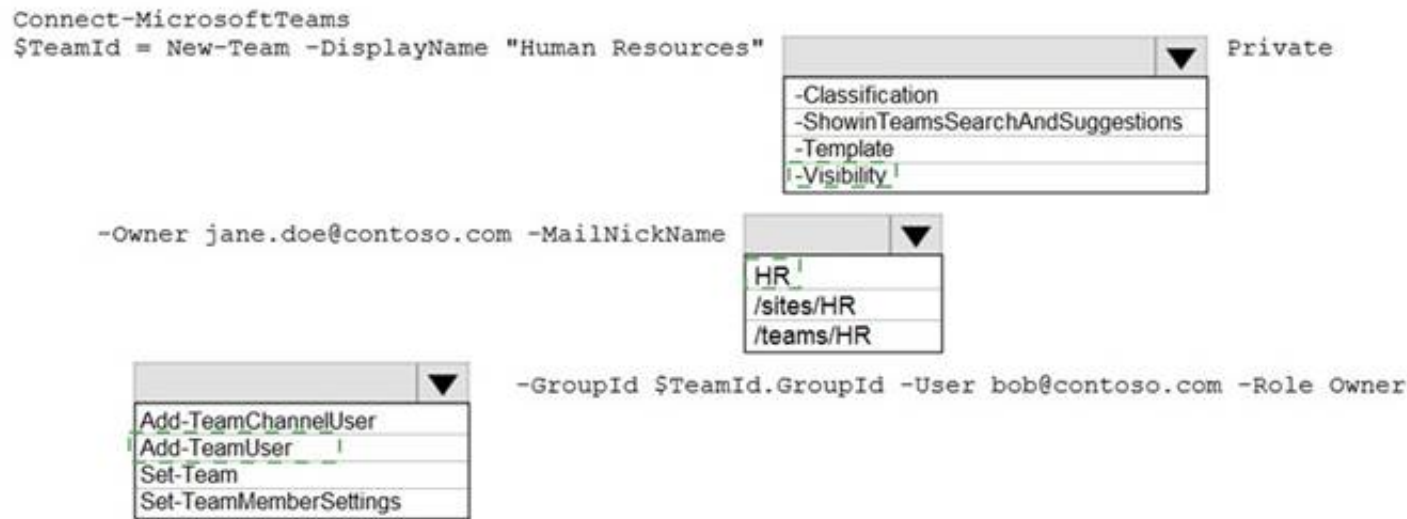 Connect-MicrosoftTeams
$TeamId = New-Team -DisplayName "Human Resources" Private
-Classification
-ShowinTeamsSearchAndSuggestions
-Template
-Visibility
-Owner jane.doe@contoso.com -MailNickName
HR
/sites/HR
/teams/HR
-GroupId $TeamId.GroupId -User bob@contoso.com -Role Owner
Add-TeamChannelUser
Add-TeamUser
Set-Team
Set-TeamMemberSettings